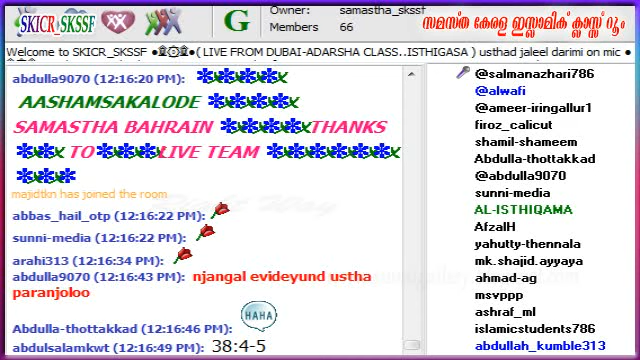 SKICR SKSSF
G
Owner: samastha_skssf
Members 66
സമസ്ത കേരള ഇസ്ലാമിക് ക്ലാസ്സ് റൂം
Welcome to SKICR_SKSSF ( LIVE FROM DUBAI-ADARSHA CLASS..ISTHIGASA ) usthad jaleel darimi on mic
abdulla9070 (12:16:20 PM):
AASHAMSAKALODE
SAMASTHA BAHRAIN THANKS
TO LIVE TEAM
majidtkn has joined the room
abbas_hail_otp (12:16:22 PM):
sunni-media (12:16:22 PM):
arahi313 (12:16:34 PM):
abdulla9070 (12:16:43 PM): njangal evideyund ustha
paranjoloo
HAHA
Abdulla-thottakkad (12:16:46 PM):
abdulsalamkwt (12:16:49 PM): 38:4-5
@salmanazhari786
@alwafi
@ameer-iringallur1
firoz_calicut
shamil-shameem
Abdulla-thottakkad
@abdulla9070
sunni-media
AL-ISTHIQAMA
AfzalH
yahutty-thennala
mk.shajid.ayyaya
ahmad-ag
msvppp
ashraf_ml
islamicstudents786
abdullah_kumble313